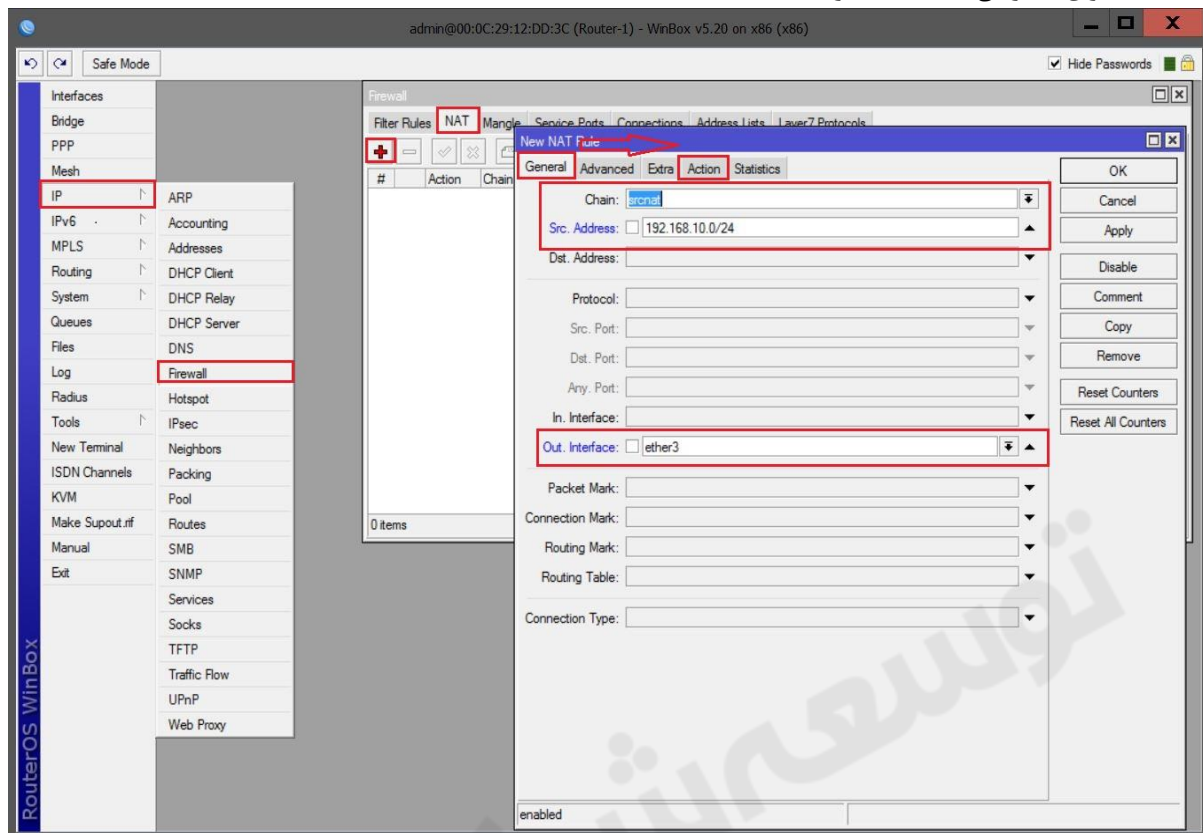 admin@00:0C:29:12:DD:3C (Router-1) - WinBox v5.20 on x86 (x86)
Safe Mode
Hide Passwords
Interfaces
Bridge
PPP
Mesh
IP
IPv6
MPLS
Routing
System
Queues
Files
Log
Radius
Tools
New Terminal
ISDN Channels
KVM
Make Supout.rif
Manual
Exit
RouterOS WinBox
ARP
Accounting
Addresses
DHCP Client
DHCP Relay
DHCP Server
DNS
Firewall
Hotspot
IPsec
Neighbors
Packing
Pool
Routes
SMB
SNMP
Services
Socks
TFTP
Traffic Flow
UPnP
Web Proxy
Firewall
Filter Rules NAT Mangle Service Ports Connections Address Lists Layer7 Protocols
# Action Chain
0 items
New NAT Rule
General Advanced Extra Action Statistics
Chain: srcnat
Src. Address: 192.168.10.0/24
Dst. Address:
Protocol:
Src. Port:
Dst. Port:
Any. Port:
In. Interface:
Out. Interface: ether3
Packet Mark:
Connection Mark:
Routing Mark:
Routing Table:
Connection Type:
enabled
OK
Cancel
Apply
Disable
Comment
Copy
Remove
Reset Counters
Reset All Counters